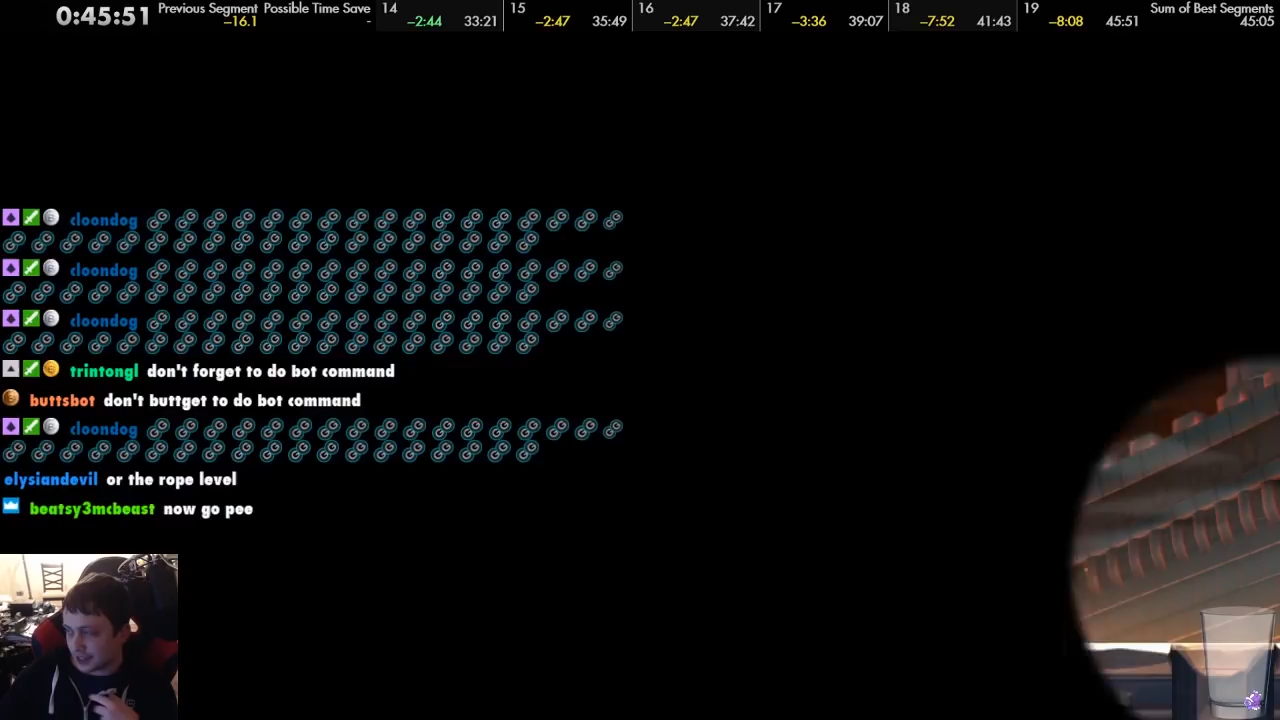 0:45:51
Previous Segment Possible Time Save
-16.1 -
14
-2:44 33:21
15
-2:47 35:49
16
-2:47 37:42
17
-3:36 39:07
18
-7:52 41:43
19
-8:08 45:51
Sum of Best Segments
45:05
cloondog
cloondog
cloondog
trintongl don't forget to do bot command
buttsbot don't buttget to do bot command
cloondog
elysiandevil or the rope level
beatsy3mcbeast now go pee